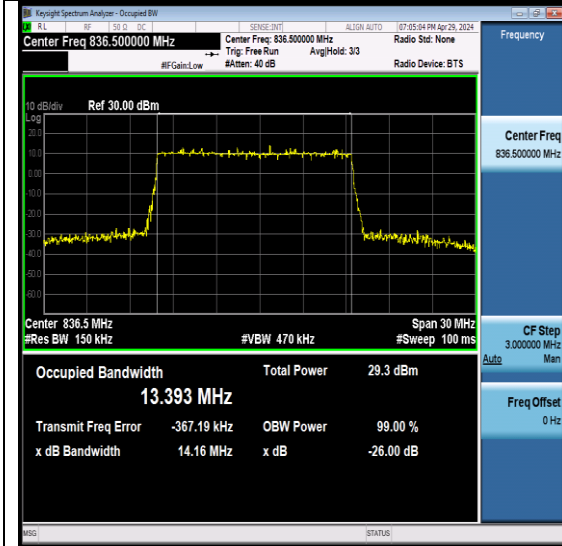 Keysight Spectrum Analyzer - Occupied BW
RL RF 50 Ω DC SENSE:INT ALIGN AUTO 07:05:04 PM Apr 29, 2024
Center Freq 836.500000 MHz Center Freq: 836.500000 MHz Radio Std: None
Trig: Free Run Avg|Hold: 3/3
#IFGain:Low #Atten: 40 dB Radio Device: BTS
10 dB/div Ref 30.00 dBm
Log
20.0
10.0
0.00
-10.0
-20.0
-30.0
-40.0
-50.0
-60.0
Center 836.5 MHz Span 30 MHz
#Res BW 150 kHz #VBW 470 kHz #Sweep 100 ms
Occupied Bandwidth Total Power 29.3 dBm
13.393 MHz
Transmit Freq Error -367.19 kHz OBW Power 99.00 %
x dB Bandwidth 14.16 MHz x dB -26.00 dB
MSG STATUS
Frequency
Center Freq
836.500000 MHz
CF Step
3.000000 MHz
Auto Man
Freq Offset
0 Hz